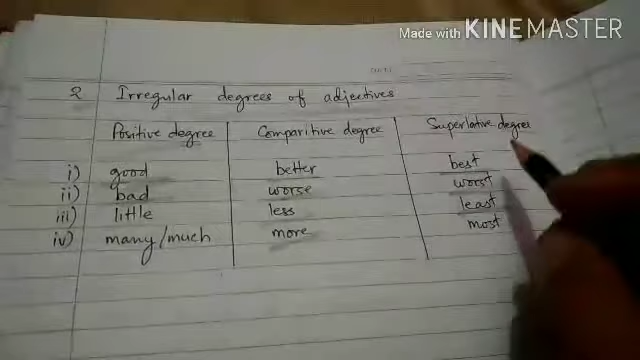 Made with KINEMASTER
2 Irregular degrees of adjectives
Positive degree Comparitive degree Superlative degree
i) good better best
ii) bad worse worst
iii) little less least
iv) many/much more most